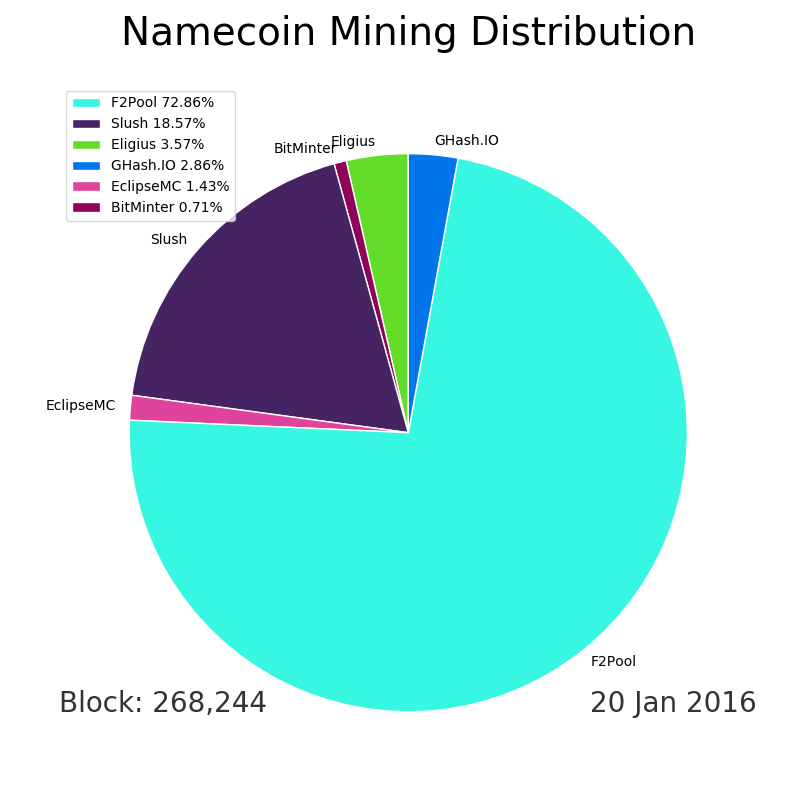 Namecoin Mining Distribution
F2Pool 72.86%
Slush 18.57%
Eligius 3.57%
GHash.IO 2.86%
EclipseMC 1.43%
BitMinter 0.71%
BitMinter
Eligius
GHash.IO
Slush
EclipseMC
F2Pool
Block: 268,244
20 Jan 2016